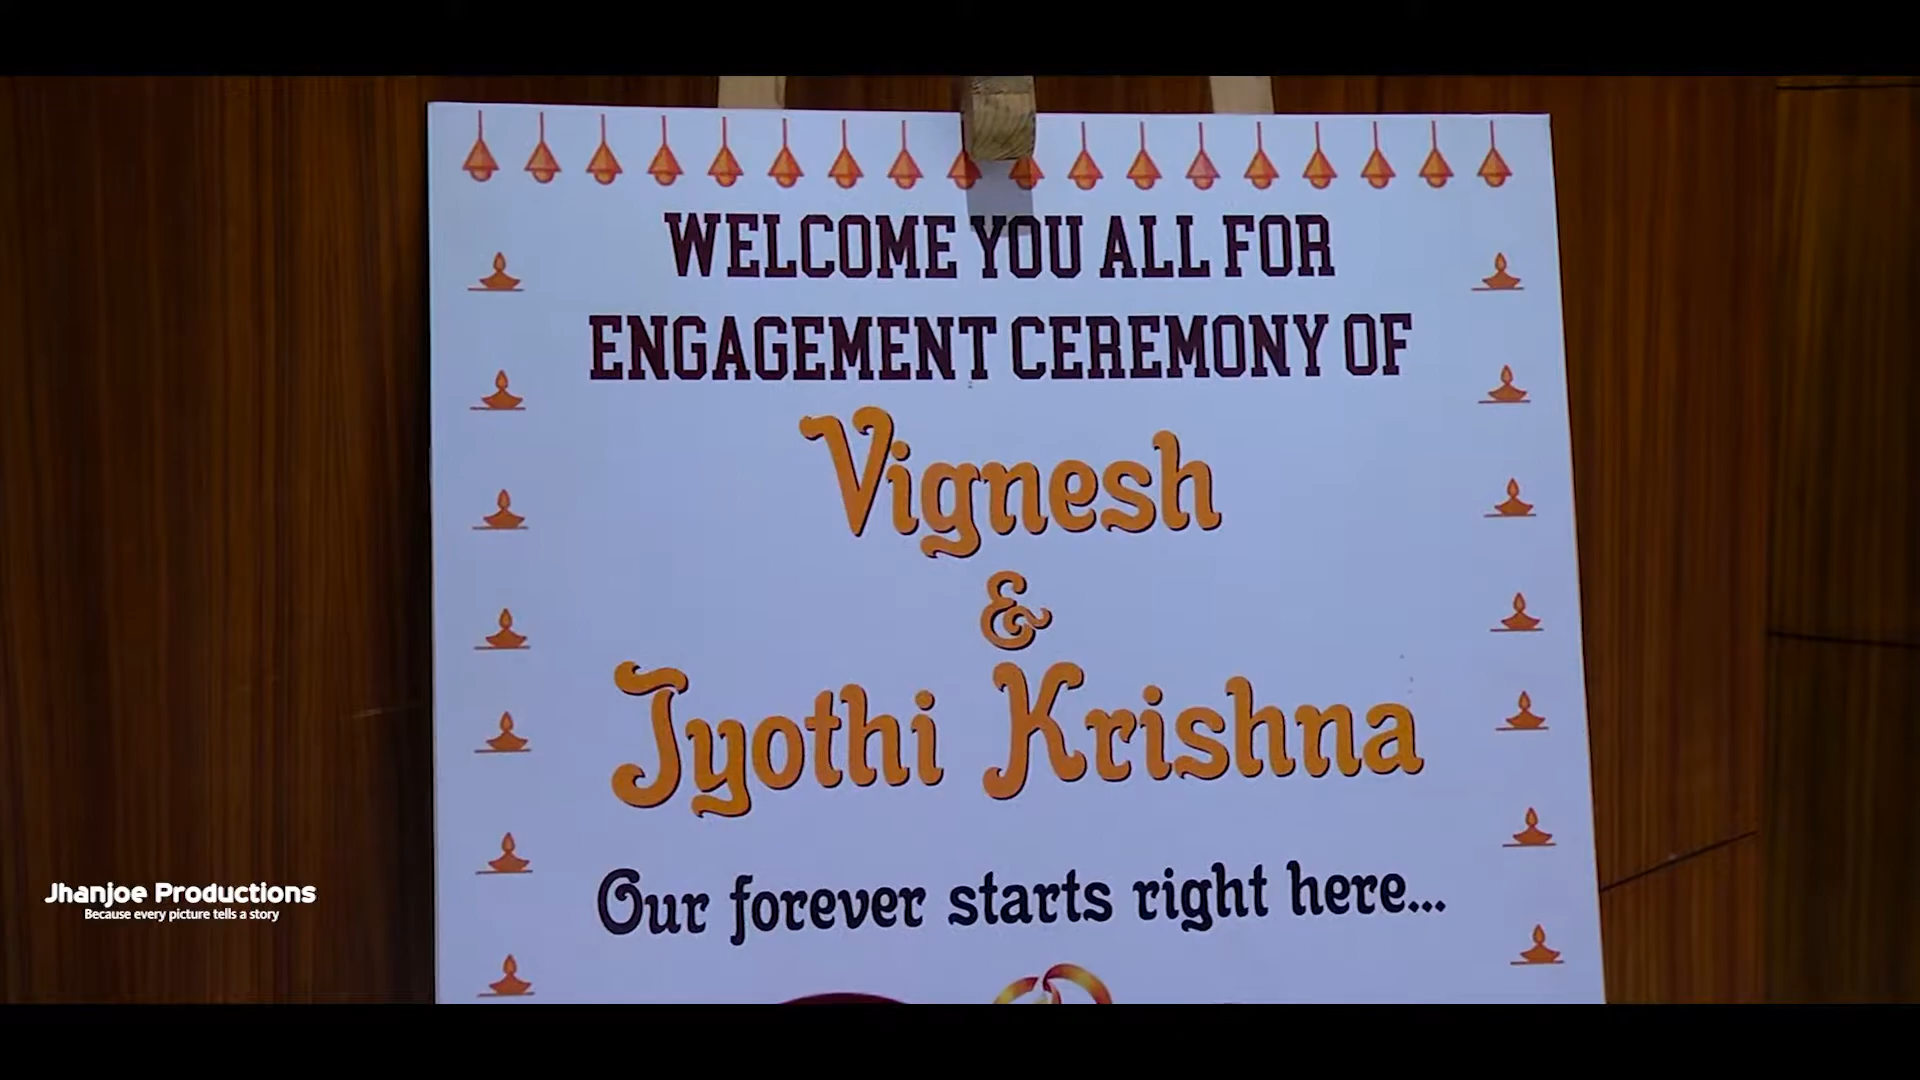 WELCOME YOU ALL FOR
ENGAGEMENT CEREMONY OF
Vignesh
&
Jyothi Krishna
Our forever starts right here...
Jhanjoe Productions
Because every picture tells a story